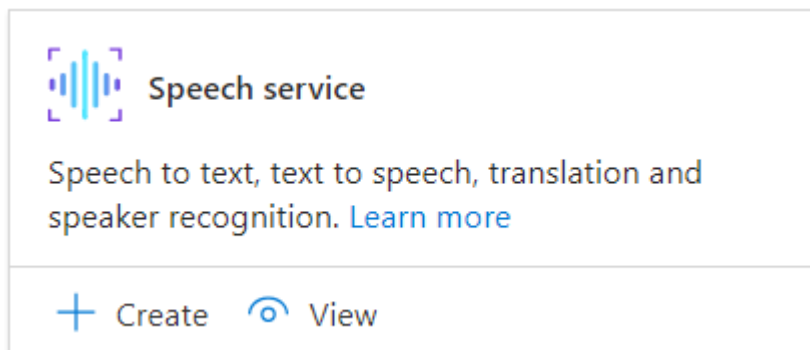 Speech service
Speech to text, text to speech, translation and
speaker recognition. Learn more
Create View